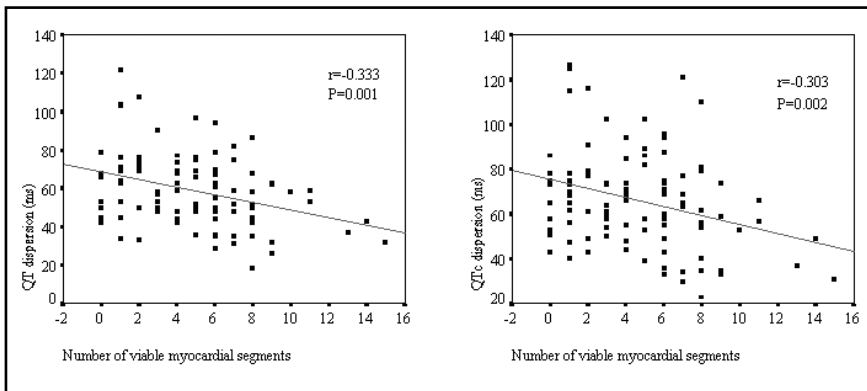 140
120
100
80
60
40
20
0
QT dispersion (ms)
r=-0.333
P=0.001
-2 0 2 4 6 8 10 12 14 16
Number of viable myocardial segments
140
120
100
80
60
40
20
QTc dispersion (ms)
r=-0.303
P=0.002
-2 0 2 4 6 8 10 12 14 16
Number of viable myocardial segments